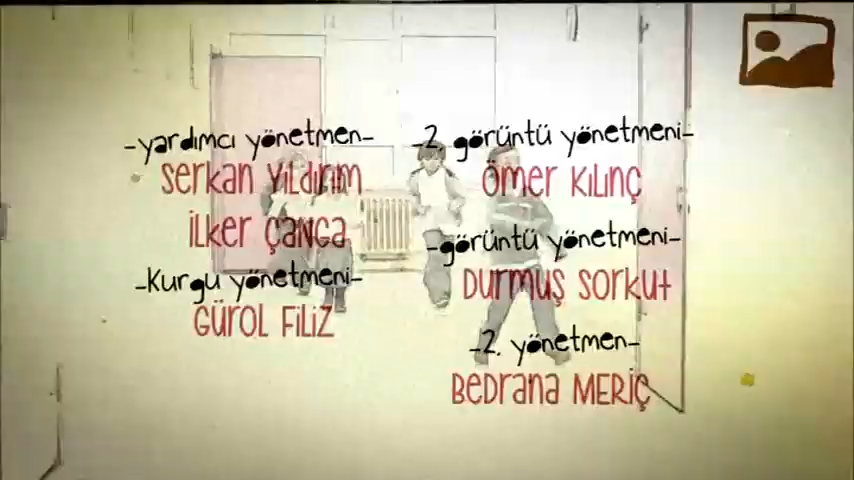 -yardımcı yönetmen-
Serkan Yıldırım
İlker Çanga
-Kurgu yönetmeni-
Gürol Filiz
-2. görüntü yönetmeni-
Ömer Kılınç
-görüntü yönetmeni-
Durmuş Sorkut
-2. yönetmen-
Bedrana MERİÇ